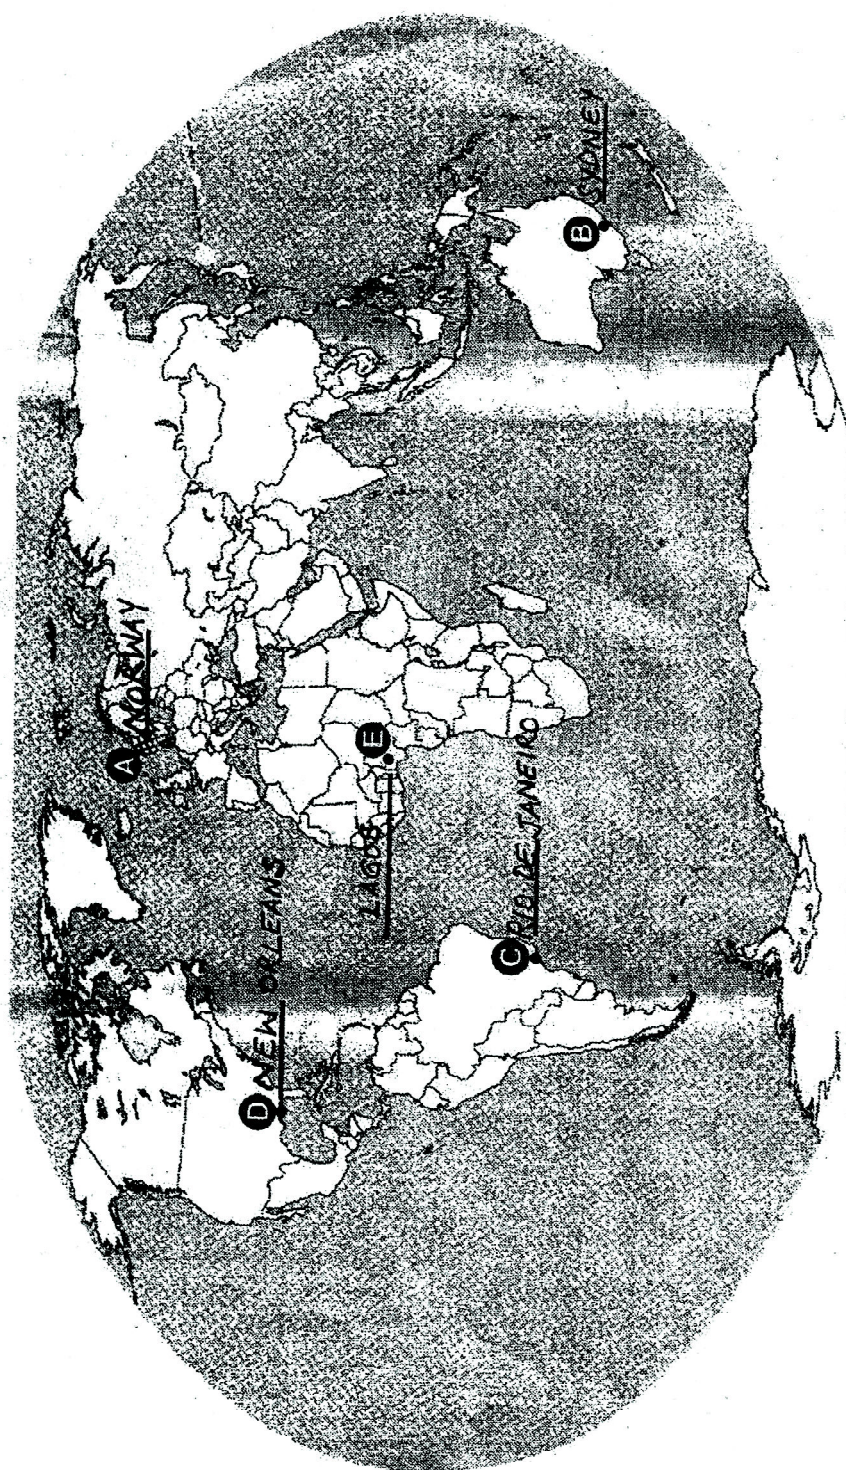 A
NORWAY
D
NEW ORLEANS
E
LAGOS
C
RIO DE JANEIRO
B
SYDNEY